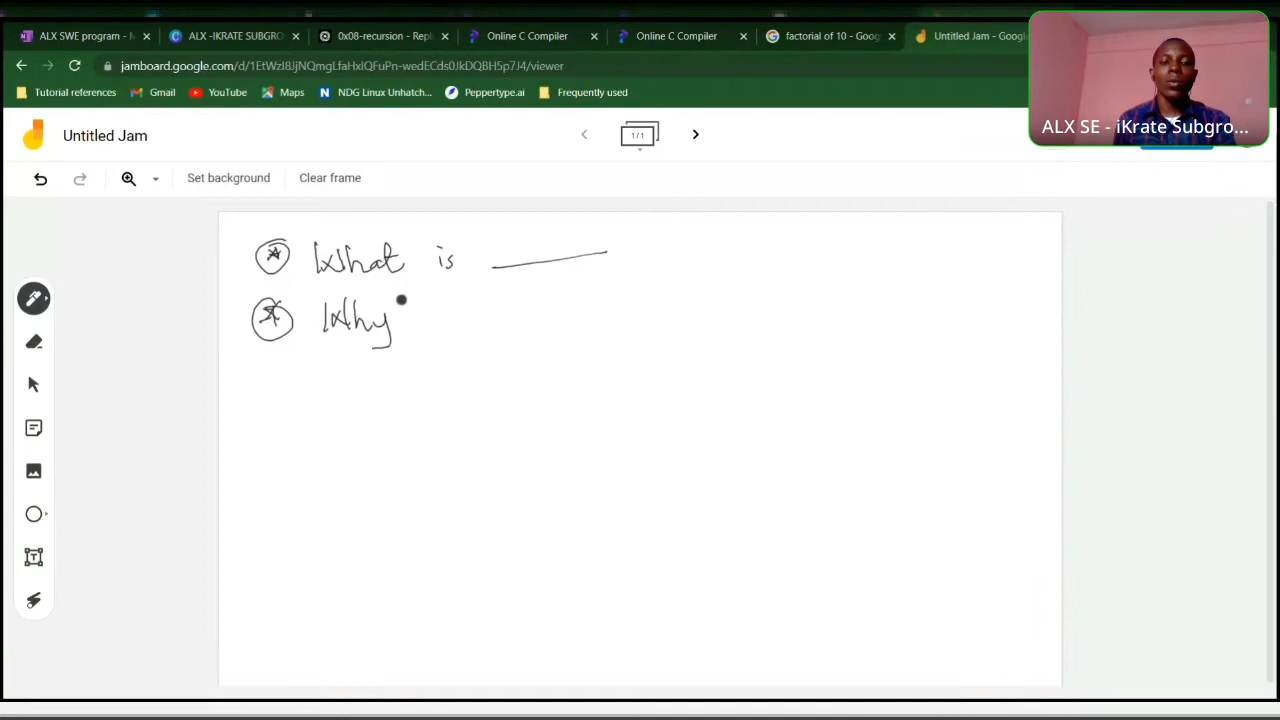 ALX SWE program - N
ALX -IKRATE SUBGRO
0x08-recursion - Repli
Online C Compiler
Online C Compiler
factorial of 10 - Goog
Untitled Jam - Google
jamboard.google.com/d/1EtWzI8JjNQmgLfaHxlQFuPn-wedECds0JkDQBH5p7J4/viewer
Tutorial references
Gmail
YouTube
Maps
NDG Linux Unhatch...
Peppertype.ai
Frequently used
ALX SE - iKrate Subgro...
Untitled Jam
1/1
Set background
Clear frame
What is
Why